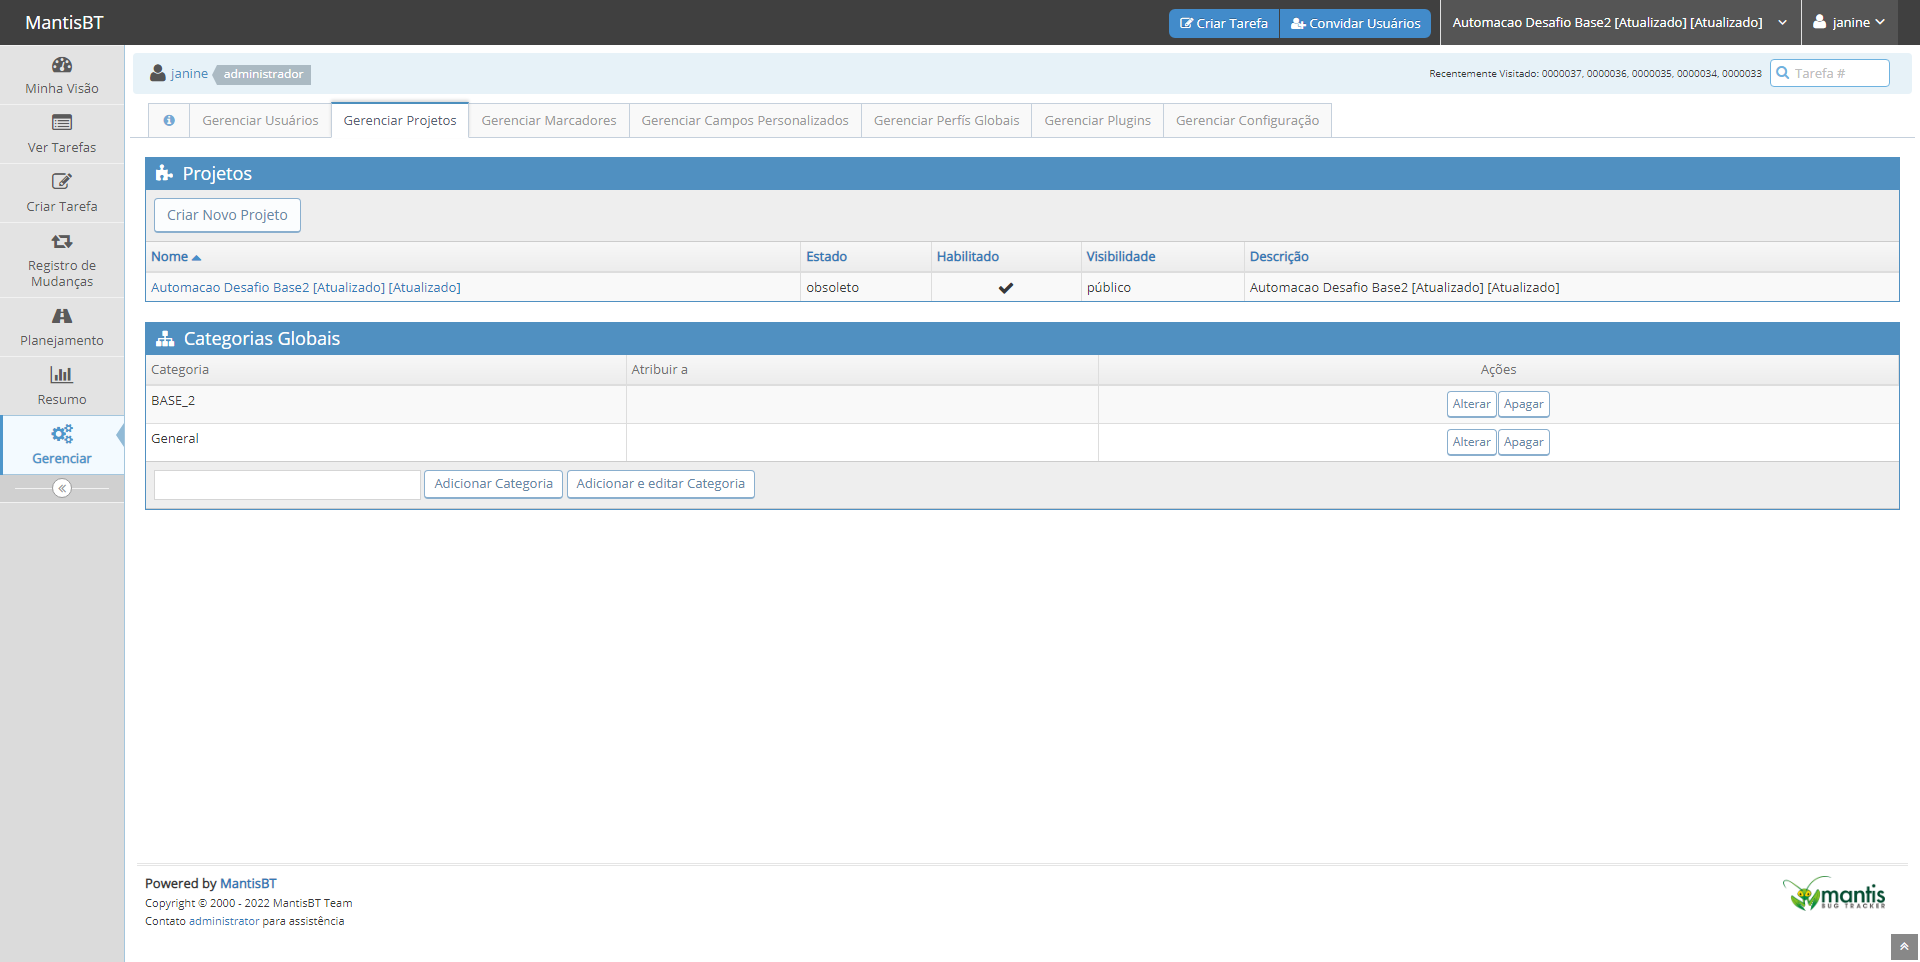 MantisBT
Criar Tarefa
Convidar Usuários
Automacao Desafio Base2 [Atualizado] [Atualizado]
janine
Minha Visão
Ver Tarefas
Criar Tarefa
Registro de
Mudanças
Planejamento
Resumo
Gerenciar
janine administrador
Recentemente Visitado: 0000037, 0000036, 0000035, 0000034, 0000033
Tarefa #
Gerenciar Usuários
Gerenciar Projetos
Gerenciar Marcadores
Gerenciar Campos Personalizados
Gerenciar Perfís Globais
Gerenciar Plugins
Gerenciar Configuração
Projetos
Criar Novo Projeto
Nome Estado Habilitado Visibilidade Descrição
Automacao Desafio Base2 [Atualizado] [Atualizado] obsoleto público Automacao Desafio Base2 [Atualizado] [Atualizado]
Categorias Globais
Categoria Atribuir a Ações
BASE_2 Alterar Apagar
General Alterar Apagar
Adicionar Categoria Adicionar e editar Categoria
Powered by MantisBT
Copyright © 2000 - 2022 MantisBT Team
Contato administrator para assistência
mantis
BUG TRACKER